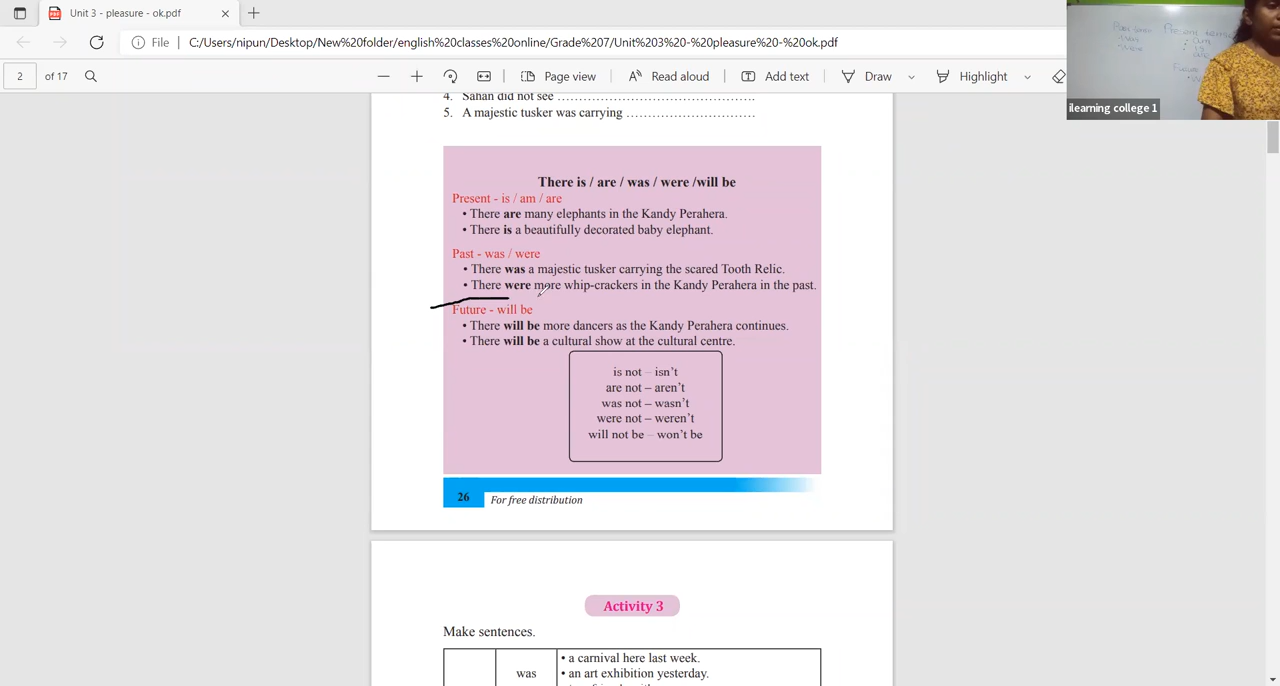 Unit 3 - pleasure - ok.pdf
File
C:/Users/nipun/Desktop/New%20folder/english%20classes%20online/Grade%207/Unit%203%20-%20pleasure%20-%20ok.pdf
2 of 17
Page view
Read aloud
Add text
Draw
Highlight
Present tense
ilearning college 1
4. Sahan did not see ……………………………………
5. A majestic tusker was carrying …………………………
There is / are / was / were /will be
Present - is / am / are
• There are many elephants in the Kandy Perahera.
• There is a beautifully decorated baby elephant.
Past - was / were
• There was a majestic tusker carrying the scared Tooth Relic.
• There were more whip-crackers in the Kandy Perahera in the past.
Future - will be
• There will be more dancers as the Kandy Perahera continues.
• There will be a cultural show at the cultural centre.
is not – isn't
are not – aren't
was not – wasn't
were not – weren't
will not be – won't be
26
For free distribution
Activity 3
Make sentences.
was
• a carnival here last week.
• an art exhibition yesterday.